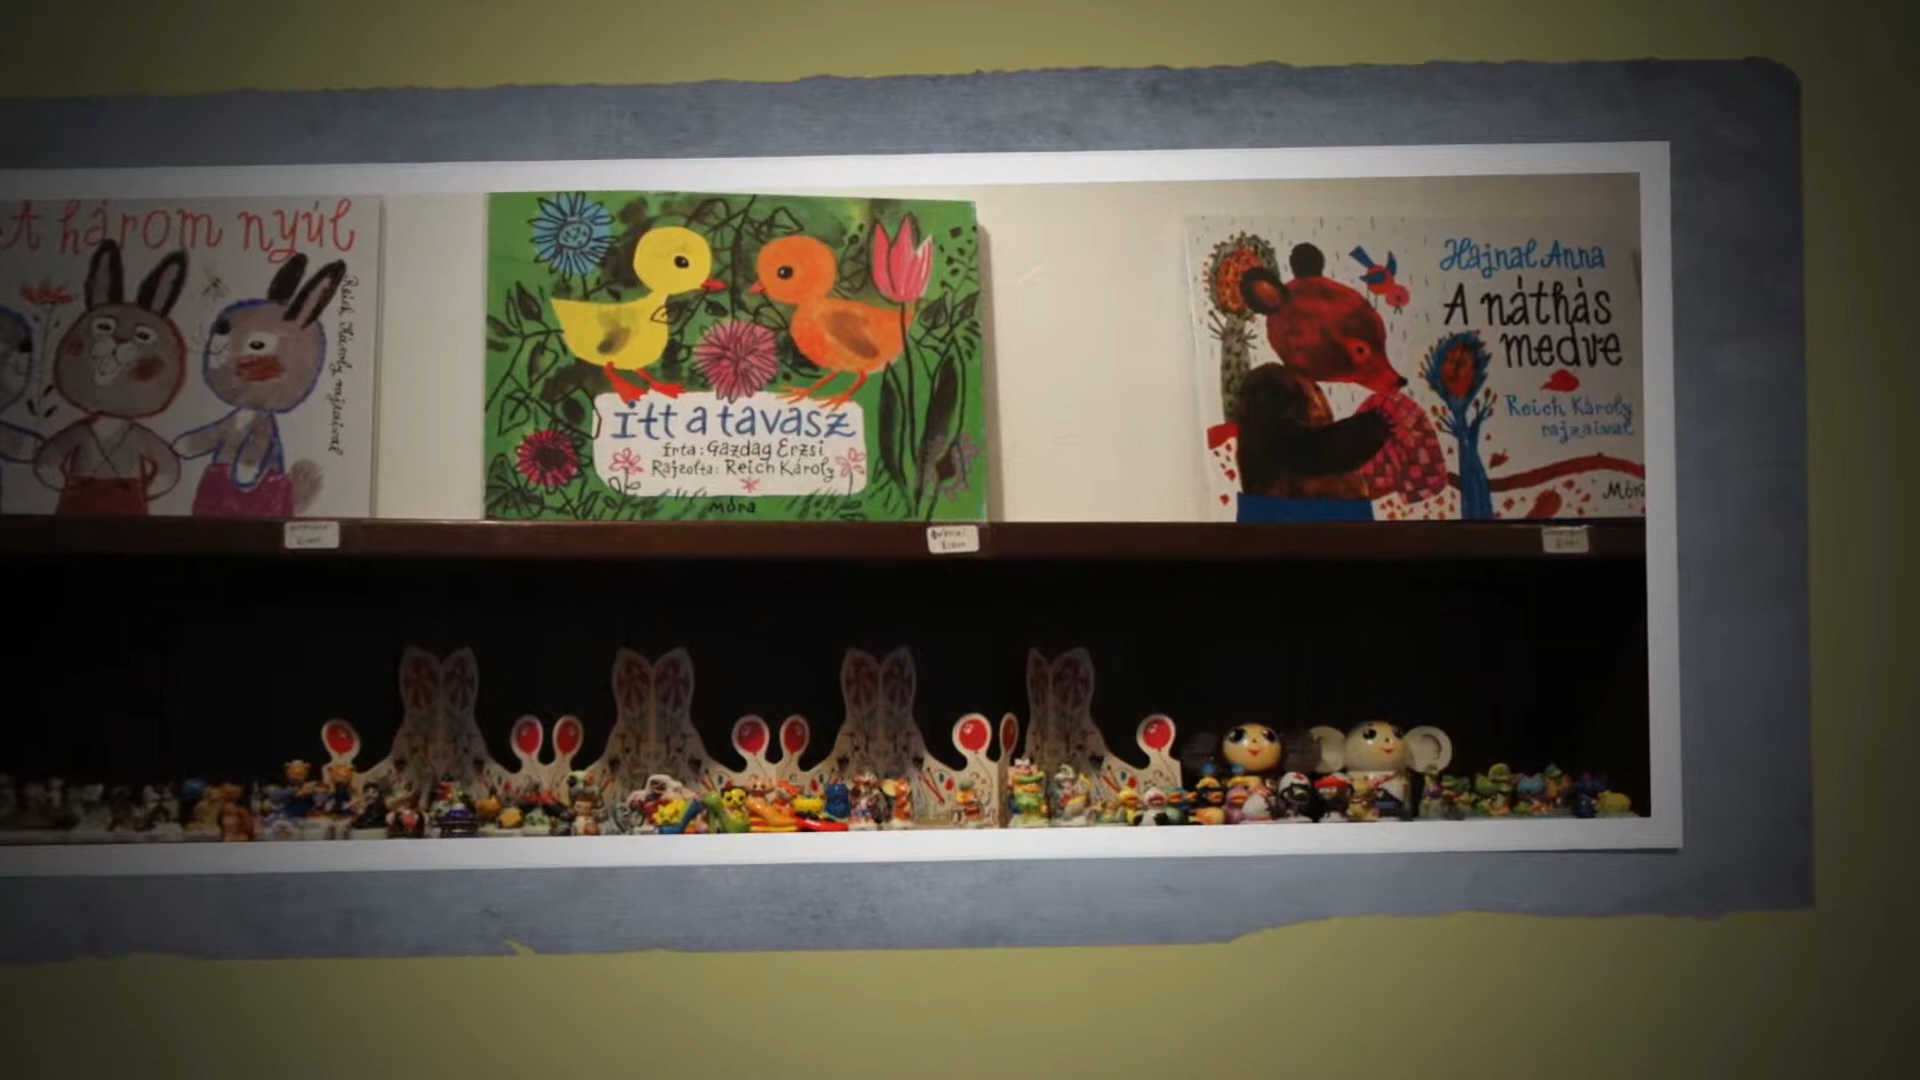 A három nyúl
Reich Károly rajzaival
itt a tavasz
írta: Gazdag Erzsi
Rajzolta: Reich Károly
móra
Hajnal Anna
A náthás
medve
Reich Károly
rajzaival
Móra